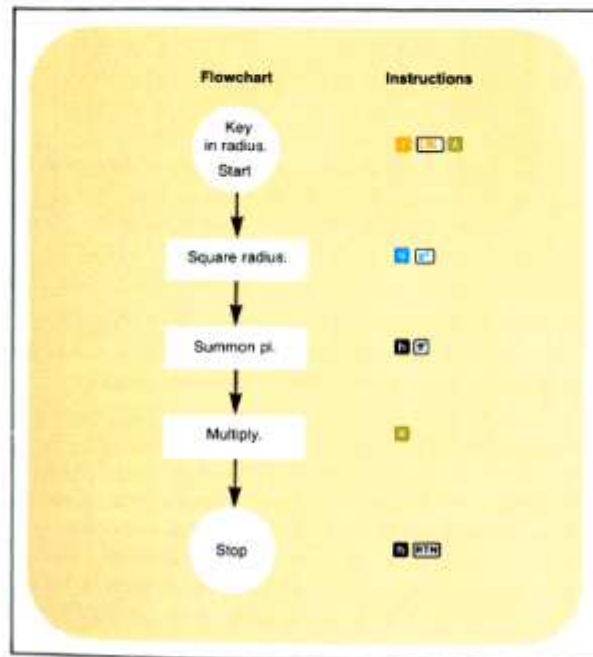 Flowchart Instructions
Key
in radius.
Start
Square radius.
Summon pi.
h π
Multiply.
Stop
h RTN